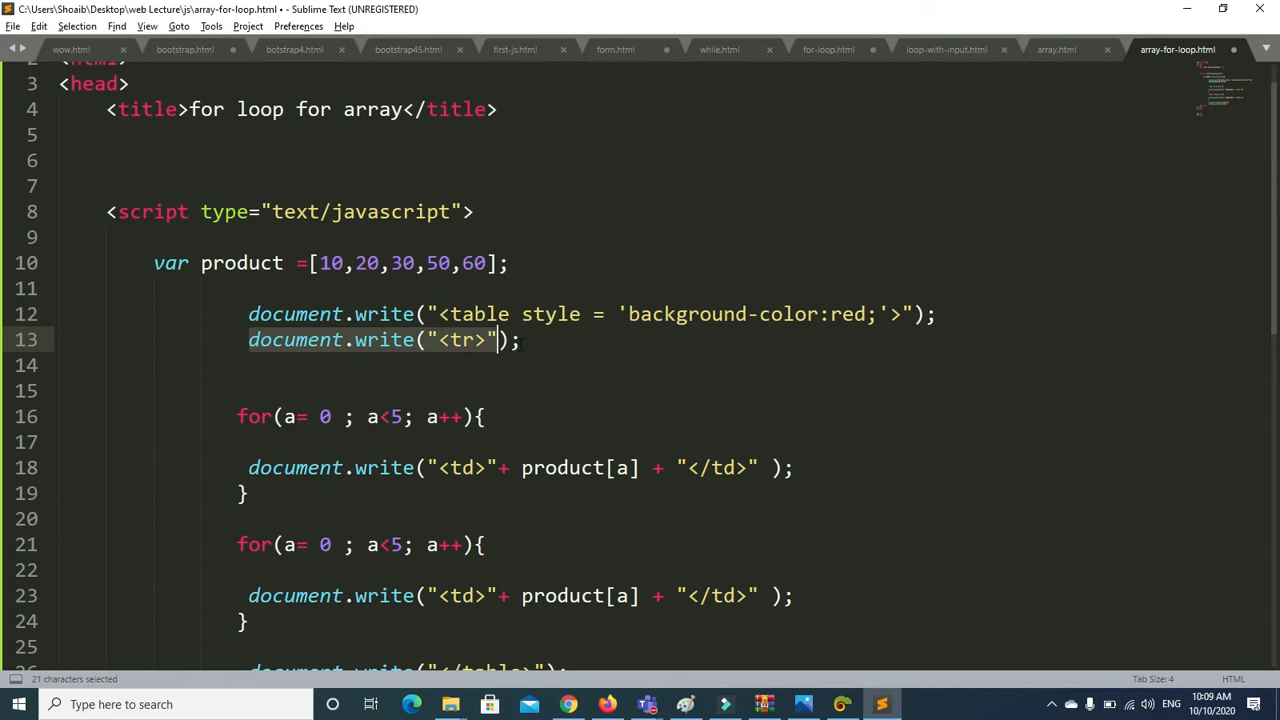 C:\Users\Shoaib\Desktop\web Lecture\js\array-for-loop.html • - Sublime Text (UNREGISTERED)
File Edit Selection Find View Goto Tools Project Preferences Help
wow.html bootstrap.html botstrap4.html bootstrap45.html first-js.html form.html while.html for-loop.html loop-with-input.html array.html array-for-loop.html
3 <head>
4 <title>for loop for array</title>
5
6
7
8 <script type="text/javascript">
9
10 var product =[10,20,30,50,60];
11
12 document.write("<table style = 'background-color:red;'>");
13 document.write("<tr>");
14
15
16 for(a= 0 ; a<5; a++){
17
18 document.write("<td>"+ product[a] + "</td>" );
19 }
20
21 for(a= 0 ; a<5; a++){
22
23 document.write("<td>"+ product[a] + "</td>" );
24 }
25
26 document.write("</table>");
21 characters selected Tab Size: 4 HTML
Type here to search
ENG
10:09 AM
10/10/2020